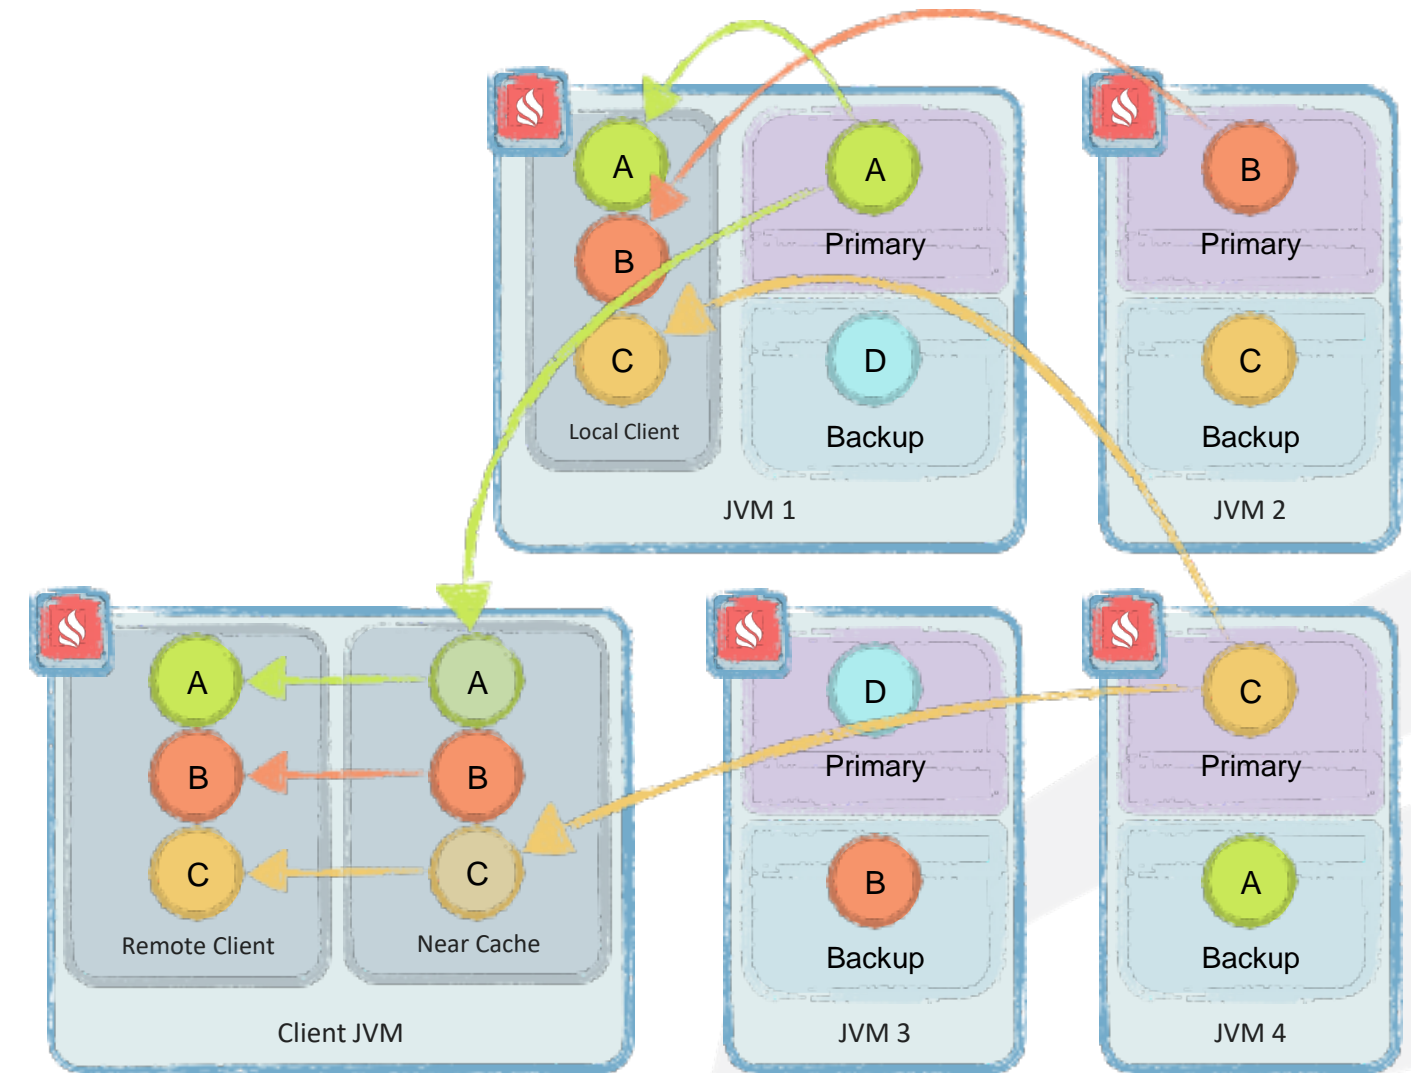 A
B
C
Local Client
A
Primary
D
Backup
JVM 1
B
Primary
C
Backup
JVM 2
A
B
C
Remote Client
A
B
C
Near Cache
Client JVM
D
Primary
B
Backup
JVM 3
C
Primary
A
Backup
JVM 4